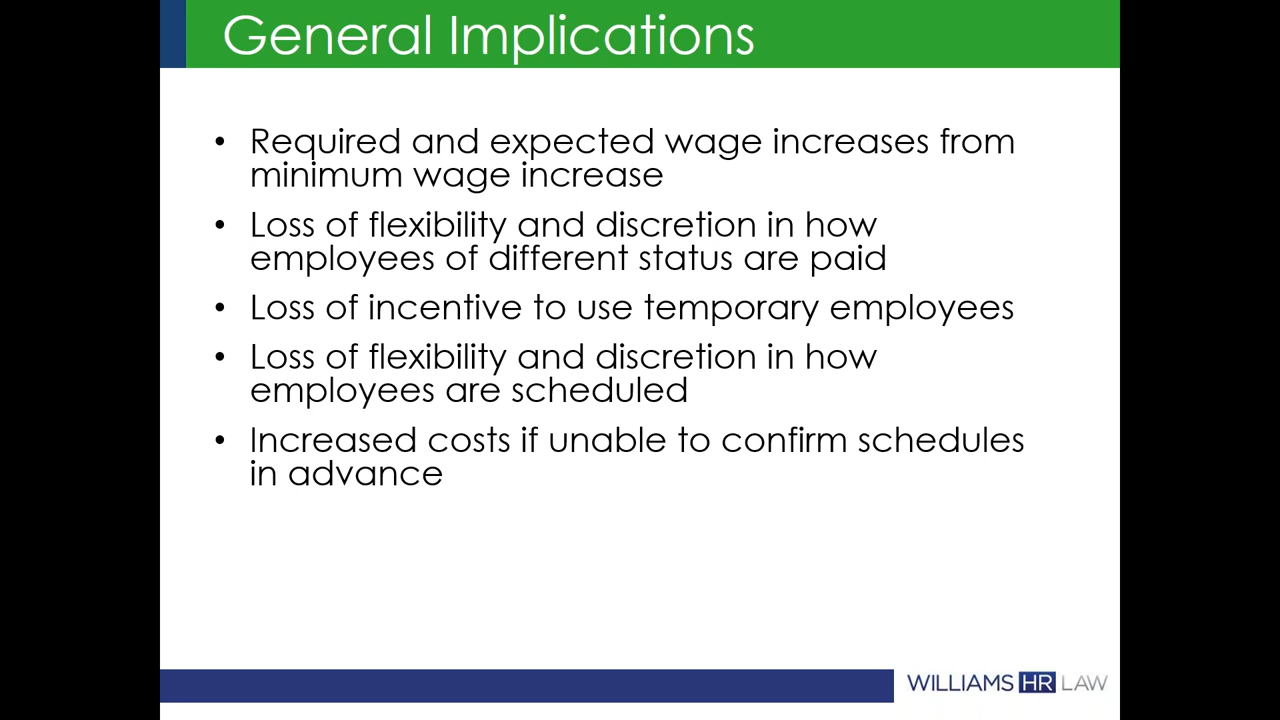 General Implications
• Required and expected wage increases from
minimum wage increase
• Loss of flexibility and discretion in how
employees of different status are paid
• Loss of incentive to use temporary employees
• Loss of flexibility and discretion in how
employees are scheduled
• Increased costs if unable to confirm schedules
in advance
WILLIAMS HR LAW